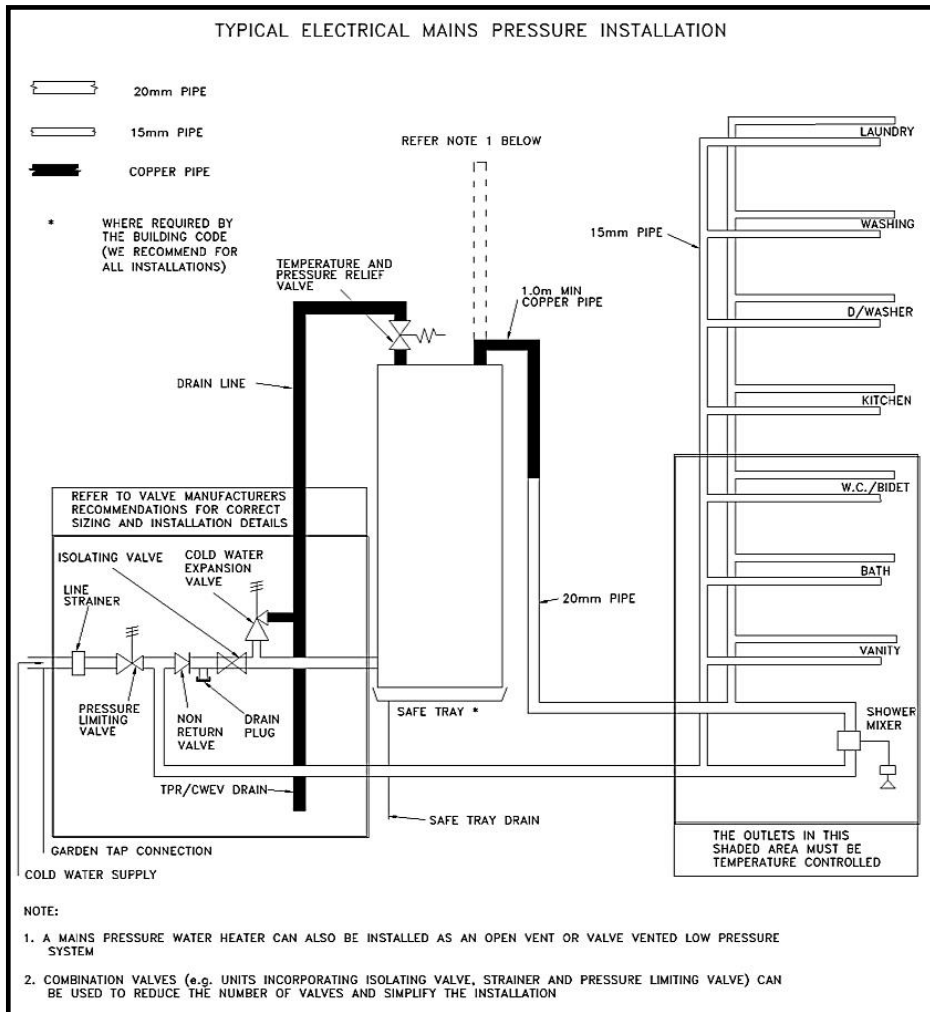 TYPICAL ELECTRICAL MAINS PRESSURE INSTALLATION
20mm PIPE
15mm PIPE
COPPER PIPE
*
WHERE REQUIRED BY
THE BUILDING CODE
(WE RECOMMEND FOR
ALL INSTALLATIONS)
REFER NOTE 1 BELOW
TEMPERATURE AND
PRESSURE RELIEF
VALVE
1.0m MIN
COPPER PIPE
DRAIN LINE
15mm PIPE
LAUNDRY
WASHING
D/WASHER
KITCHEN
W.C./BIDET
BATH
VANITY
SHOWER
MIXER
20mm PIPE
REFER TO VALVE MANUFACTURERS
RECOMMENDATIONS FOR CORRECT
SIZING AND INSTALLATION DETAILS
ISOLATING VALVE
COLD WATER
EXPANSION
VALVE
LINE
STRAINER
PRESSURE
LIMITING
VALVE
NON
RETURN
VALVE
DRAIN
PLUG
SAFE TRAY *
TPR/CWEV DRAIN
SAFE TRAY DRAIN
GARDEN TAP CONNECTION
COLD WATER SUPPLY
THE OUTLETS IN THIS
SHADED AREA MUST BE
TEMPERATURE CONTROLLED
NOTE:
1. A MAINS PRESSURE WATER HEATER CAN ALSO BE INSTALLED AS AN OPEN VENT OR VALVE VENTED LOW PRESSURE
SYSTEM
2. COMBINATION VALVES (e.g. UNITS INCORPORATING ISOLATING VALVE, STRAINER AND PRESSURE LIMITING VALVE) CAN
BE USED TO REDUCE THE NUMBER OF VALVES AND SIMPLIFY THE INSTALLATION